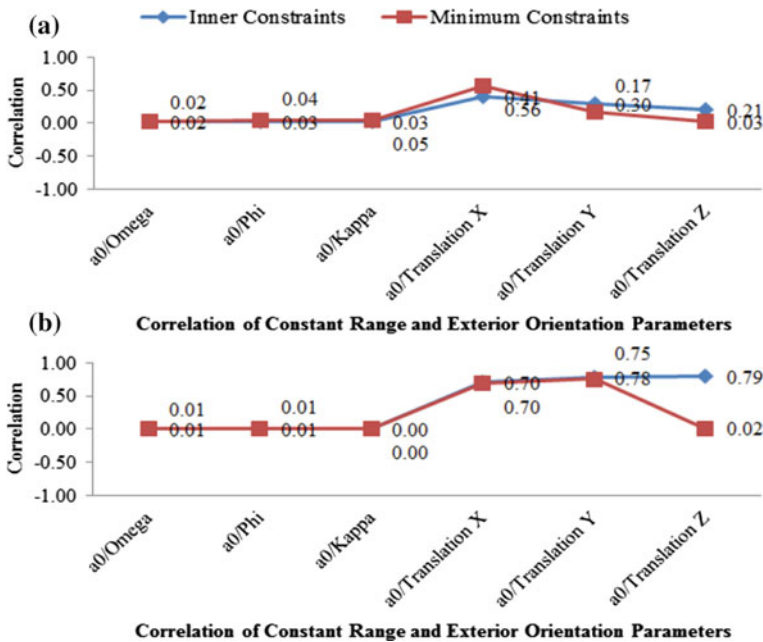 Inner Constraints Minimum Constraints
(a)
1.00
0.50
0.00
-0.50
-1.00
Correlation
0.02
0.02
0.04
0.03
0.03
0.05
0.41
0.56
0.17
0.30
0.21
0.03
a0/Omega
a0/Phi
a0/Kappa
a0/Translation X
a0/Translation Y
a0/Translation Z
Correlation of Constant Range and Exterior Orientation Parameters
(b)
1.00
0.50
0.00
-0.50
-1.00
Correlation
0.01
0.01
0.01
0.01
0.00
0.00
0.70
0.70
0.75
0.78
0.79
0.02
a0/Omega
a0/Phi
a0/Kappa
a0/Translation X
a0/Translation Y
a0/Translation Z
Correlation of Constant Range and Exterior Orientation Parameters